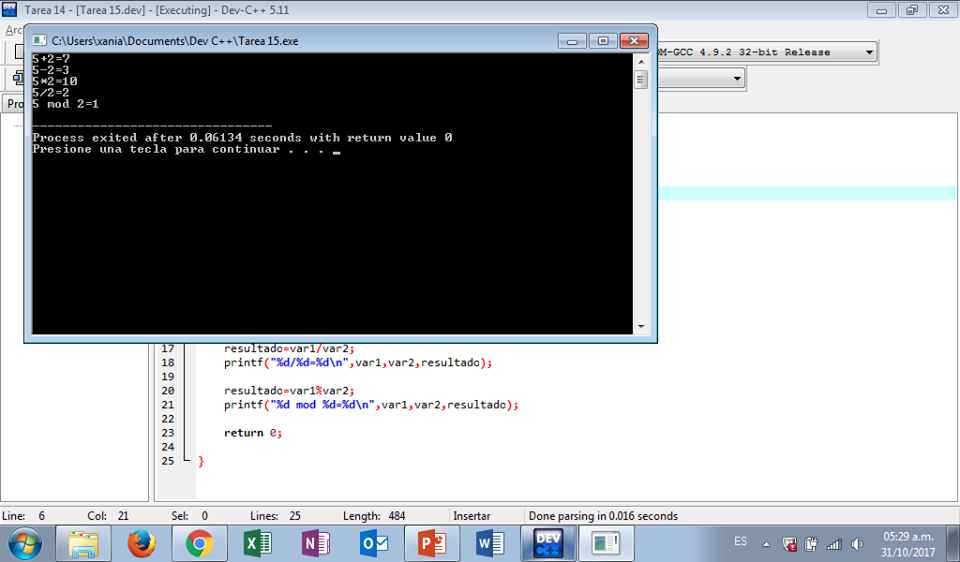 Tarea 14 - [Tarea 15.dev] - [Executing] - Dev-C++ 5.11
C:\Users\xania\Documents\Dev C++\Tarea 15.exe
5+2=7
5-2=3
5*2=10
5/2=2
5 mod 2=1
--------------------------------
Process exited after 0.06134 seconds with return value 0
Presione una tecla para continuar . . . _
M-GCC 4.9.2 32-bit Release
17 resultado=var1/var2;
18 printf("%d/%d=%d\n",var1,var2,resultado);
19
20 resultado=var1%var2;
21 printf("%d mod %d=%d\n",var1,var2,resultado);
22
23 return 0;
24
25 }
Line: 6 Col: 21 Sel: 0 Lines: 25 Length: 484 Insertar Done parsing in 0.016 seconds
DEV C++
ES
05:29 a.m.
31/10/2017